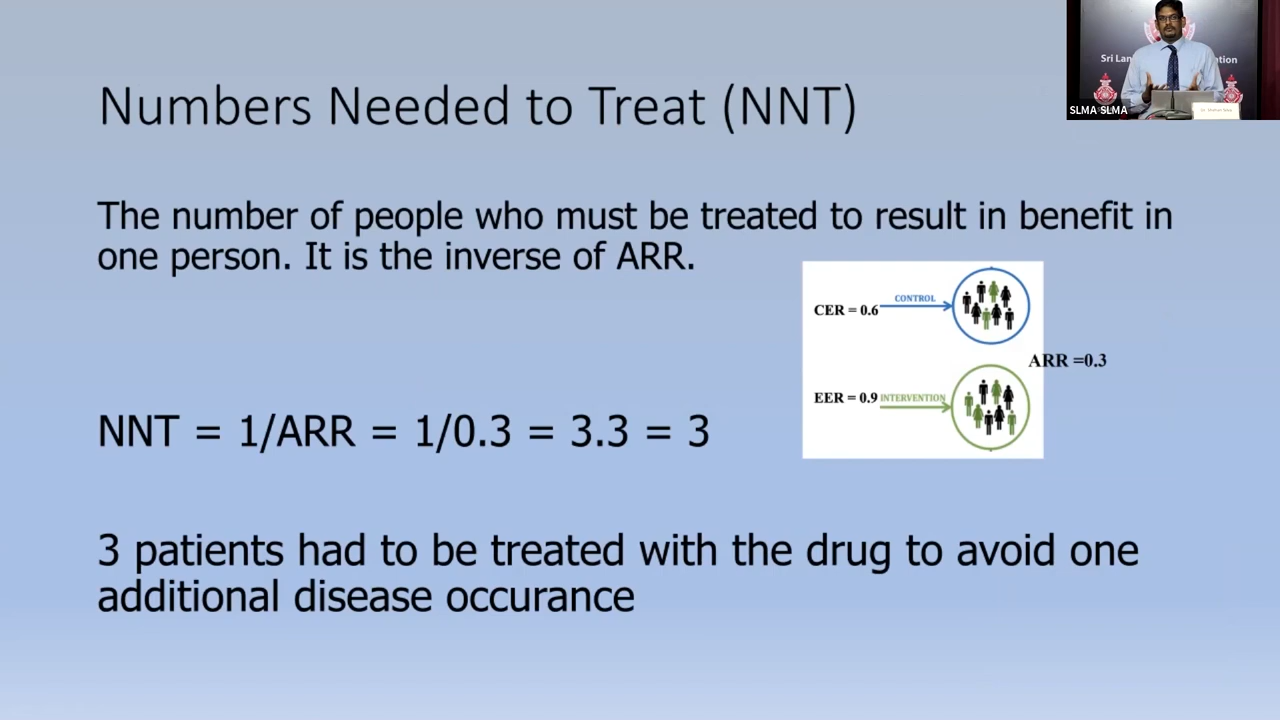 Numbers Needed to Treat (NNT)
Sri Lan
tion
SLMA SLMA
The number of people who must be treated to result in benefit in
one person. It is the inverse of ARR.
CONTROL
CER = 0.6
ARR =0.3
EER = 0.9 INTERVENTION
NNT = 1/ARR = 1/0.3 = 3.3 = 3
3 patients had to be treated with the drug to avoid one
additional disease occurance